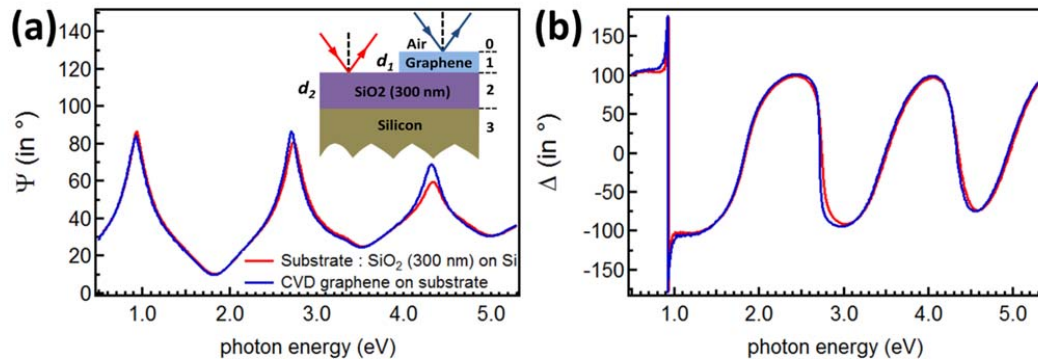 (a)
150
120
100
80
60
40
20
0
Ψ (in °)
1.0 2.0 3.0 4.0 5.0
photon energy (eV)
Air 0
d1 Graphene 1
d2 SiO2 (300 nm) 2
Silicon 3
Substrate : SiO₂ (300 nm) on Si
CVD graphene on substrate
(b)
150
100
50
0
-50
-100
-150
Δ (in °)
1.0 2.0 3.0 4.0 5.0
photon energy (eV)